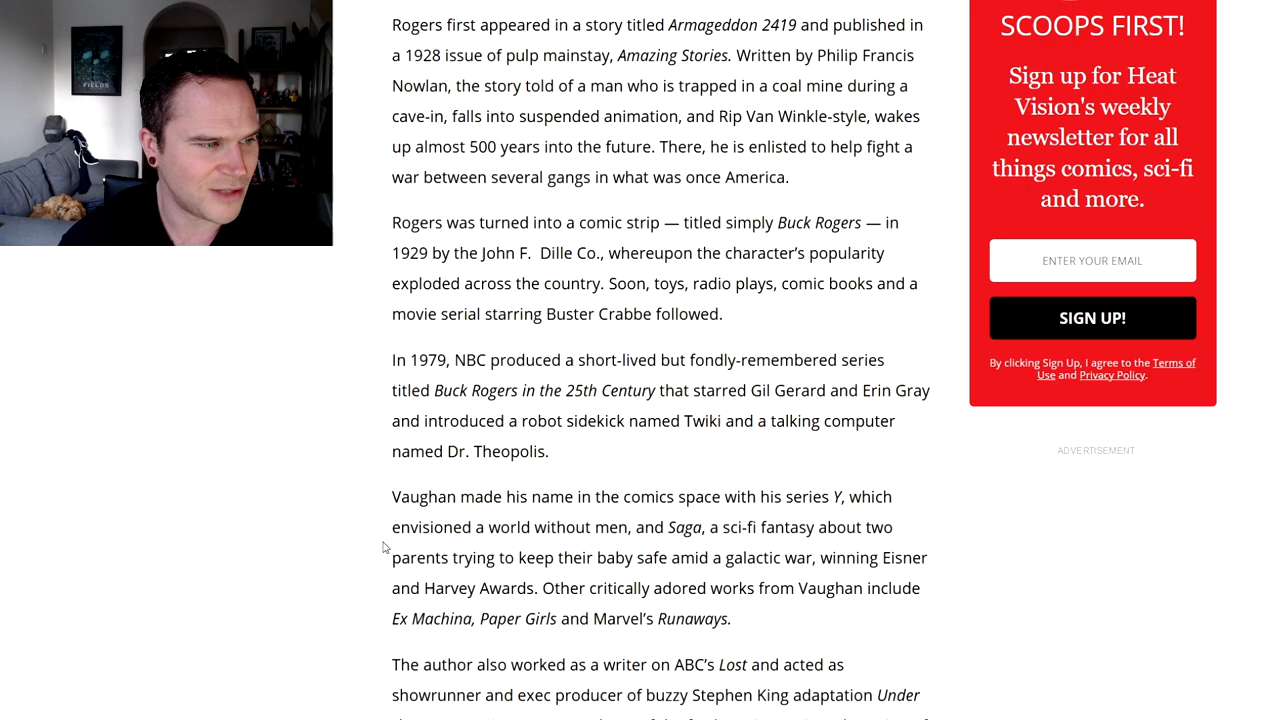 Rogers first appeared in a story titled Armageddon 2419 and published in
a 1928 issue of pulp mainstay, Amazing Stories. Written by Philip Francis
Nowlan, the story told of a man who is trapped in a coal mine during a
cave-in, falls into suspended animation, and Rip Van Winkle-style, wakes
up almost 500 years into the future. There, he is enlisted to help fight a
war between several gangs in what was once America.
Rogers was turned into a comic strip — titled simply Buck Rogers — in
1929 by the John F.  Dille Co., whereupon the character’s popularity
exploded across the country. Soon, toys, radio plays, comic books and a
movie serial starring Buster Crabbe followed.
In 1979, NBC produced a short-lived but fondly-remembered series
titled Buck Rogers in the 25th Century that starred Gil Gerard and Erin Gray
and introduced a robot sidekick named Twiki and a talking computer
named Dr. Theopolis.
Vaughan made his name in the comics space with his series Y, which
envisioned a world without men, and Saga, a sci-fi fantasy about two
parents trying to keep their baby safe amid a galactic war, winning Eisner
and Harvey Awards. Other critically adored works from Vaughan include
Ex Machina, Paper Girls and Marvel’s Runaways.
The author also worked as a writer on ABC’s Lost and acted as
showrunner and exec producer of buzzy Stephen King adaptation Under
SCOOPS FIRST!
Sign up for Heat
Vision's weekly
newsletter for all
things comics, sci-fi
and more.
ENTER YOUR EMAIL
SIGN UP!
By clicking Sign Up, I agree to the Terms of
Use and Privacy Policy.
ADVERTISEMENT
FIELDS